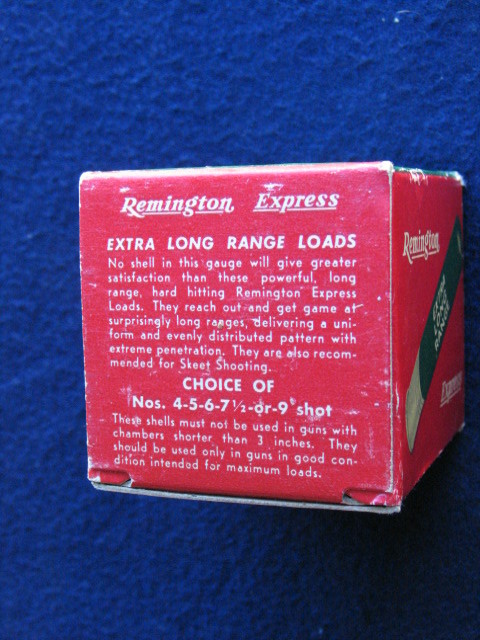 Remington Express
EXTRA LONG RANGE LOADS
No shell in this gauge will give greater
satisfaction than these powerful, long
range, hard hitting Remington Express
Loads. They reach out and get game at
surprisingly long ranges, delivering a uni-
form and evenly distributed pattern with
extreme penetration. They are also recom-
mended for Skeet Shooting.
CHOICE OF
Nos. 4-5-6-7½-or-9 shot
These shells must not be used in guns with
chambers shorter than 3 inches. They
should be used only in guns in good con-
dition intended for maximum loads.
Remington
EXTRA
LONG
RANGE
Express